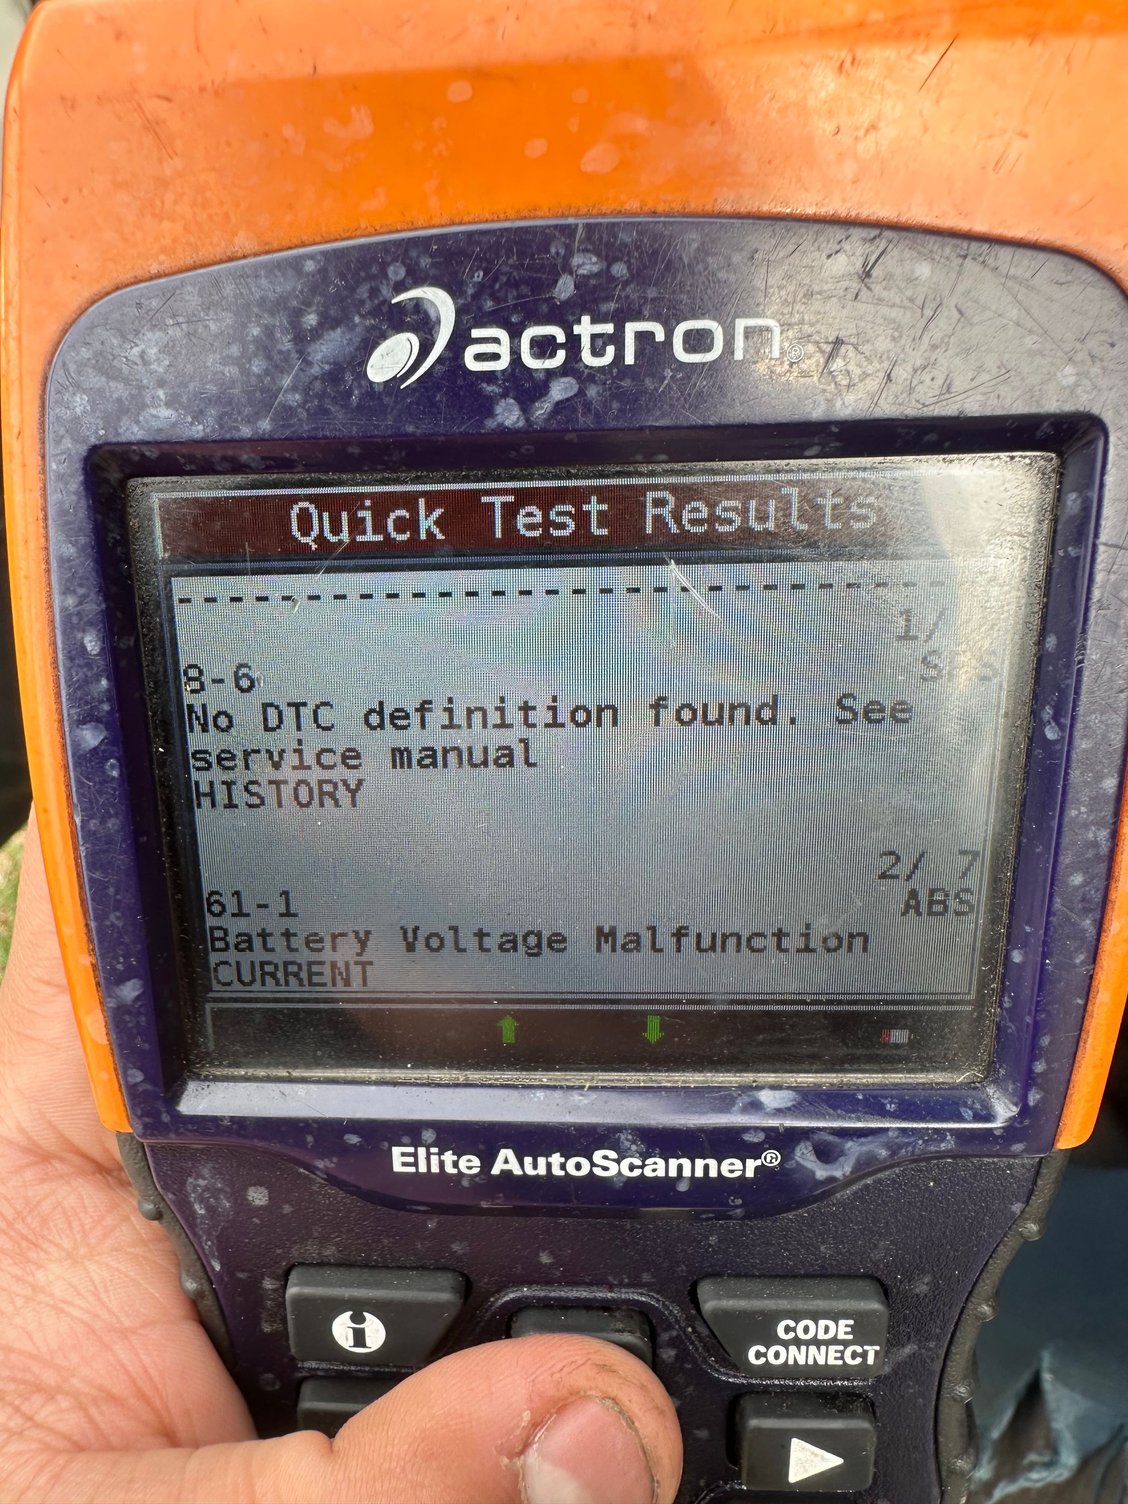 actron®
Quick Test Results
--------------------------------
1/
8-6
No DTC definition found. See
service manual
HISTORY
2/ 7
61-1
ABS
Battery Voltage Malfunction
CURRENT
Elite AutoScanner®
i
CODE
CONNECT